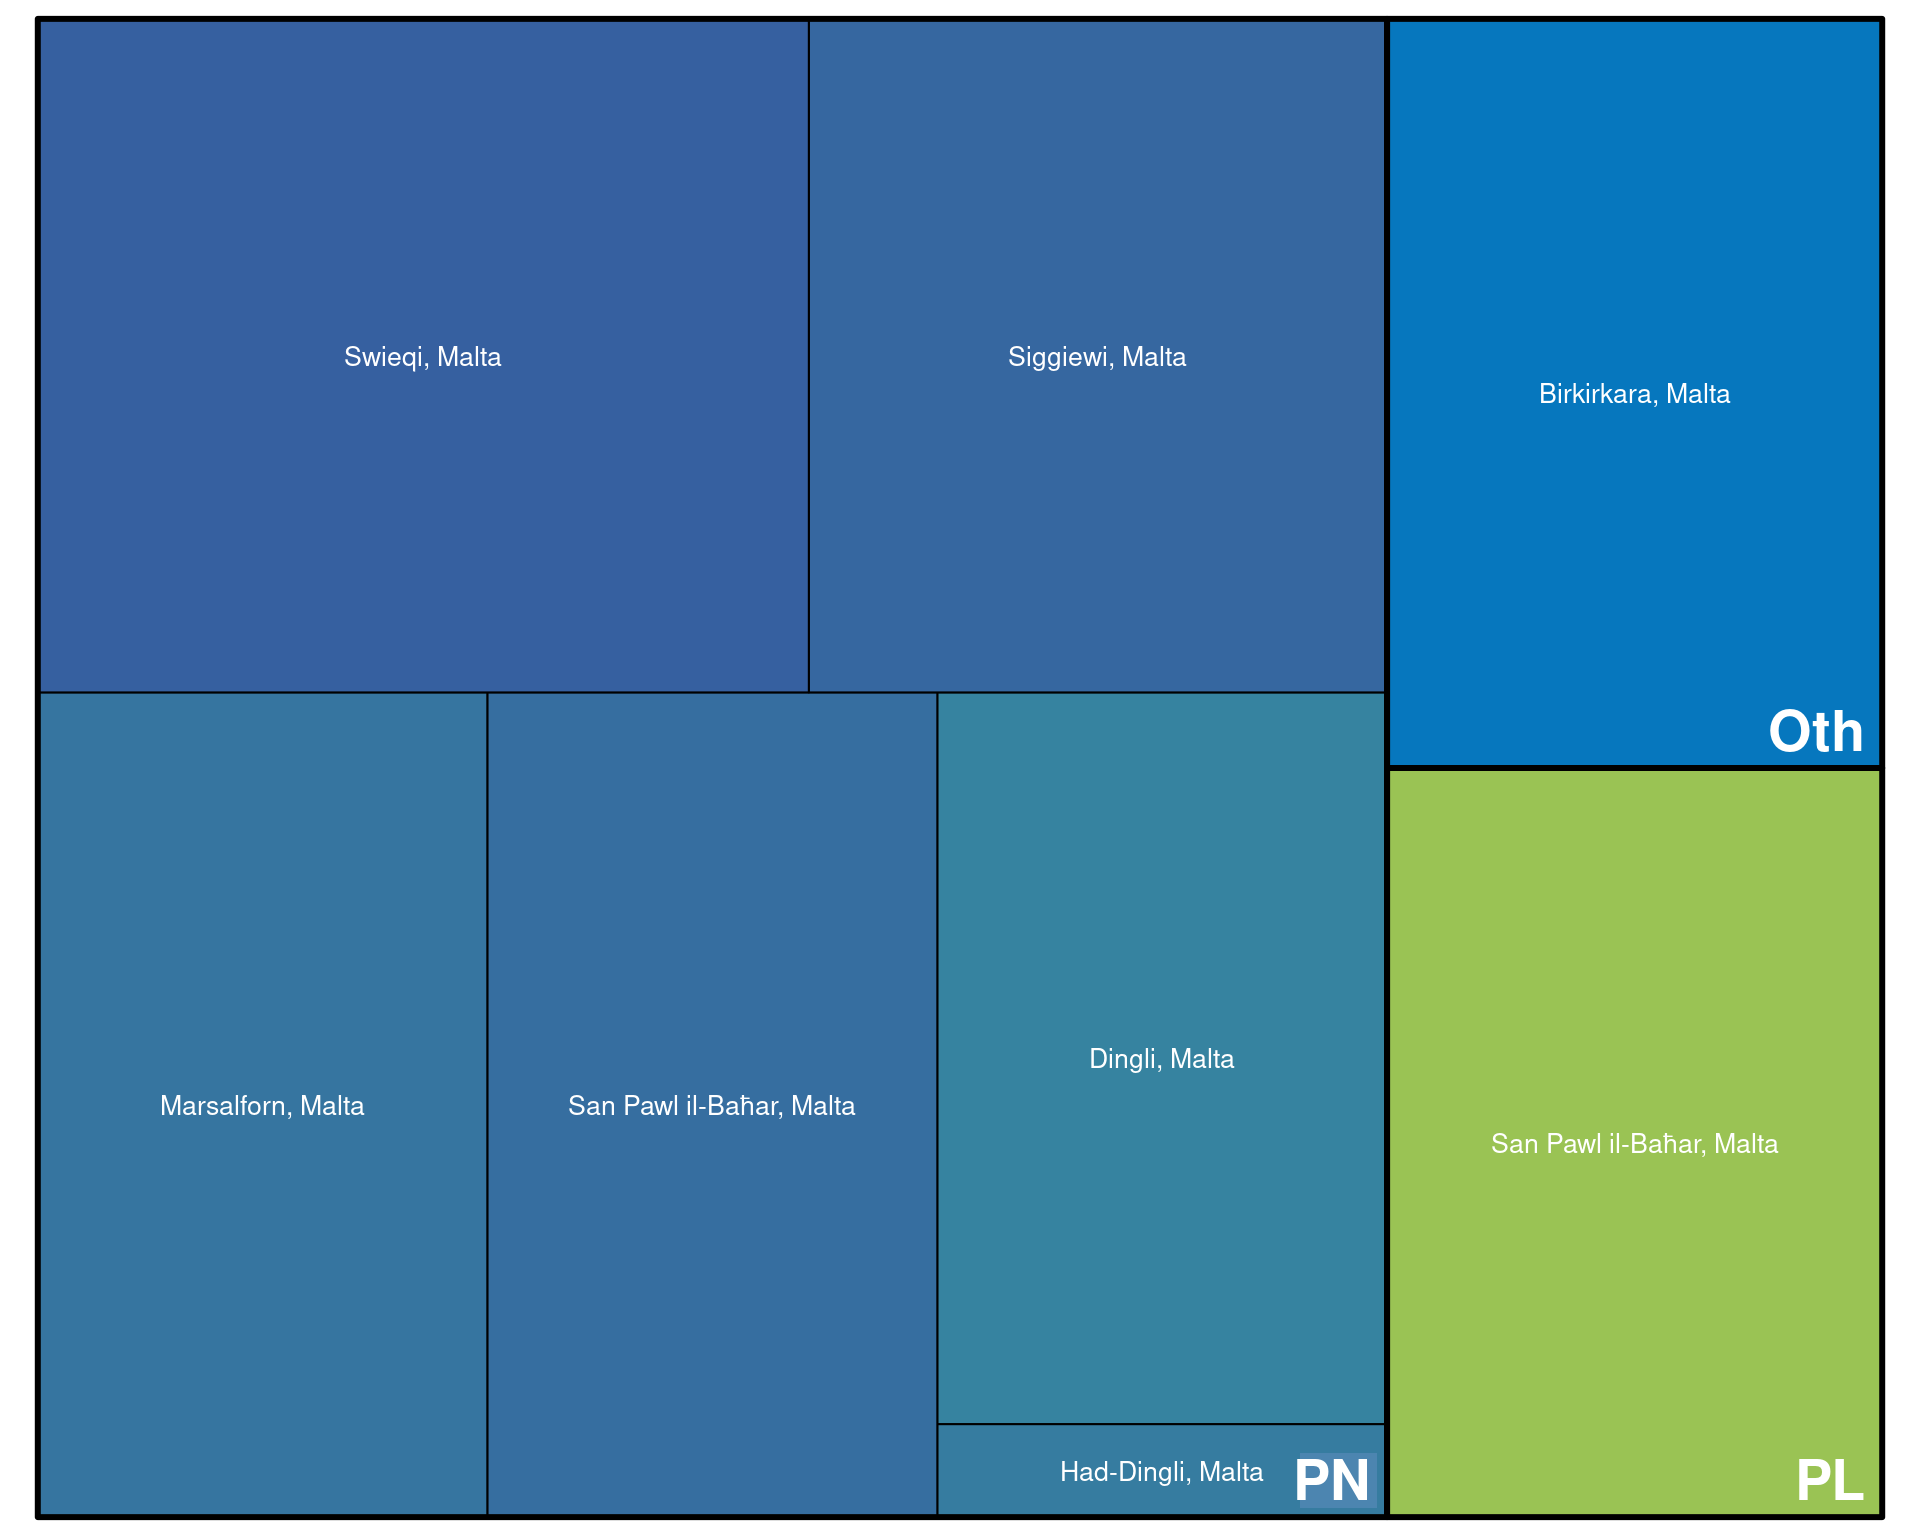 Swieqi, Malta
Siggiewi, Malta
Birkirkara, Malta
Oth
Marsalforn, Malta
San Pawl il-Baħar, Malta
Dingli, Malta
Had-Dingli, Malta
PN
San Pawl il-Baħar, Malta
PL